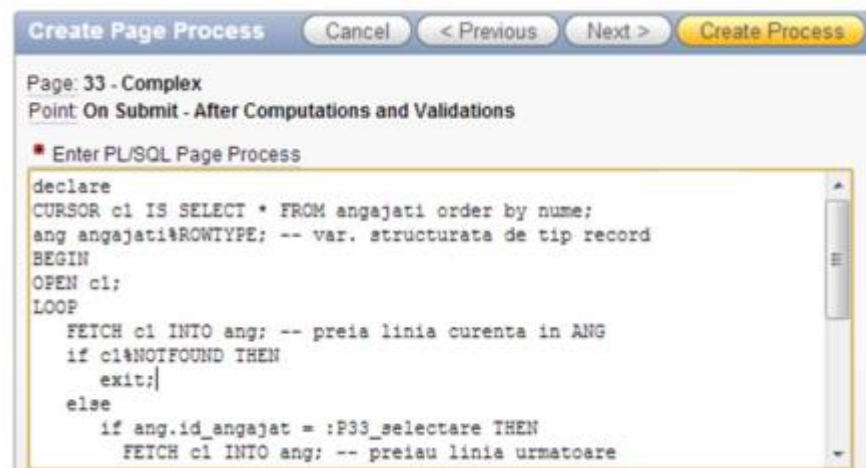 Create Page Process Cancel < Previous Next > Create Process
Page: 33 - Complex
Point: On Submit - After Computations and Validations
* Enter PL/SQL Page Process
declare
CURSOR c1 IS SELECT * FROM angajati order by nume;
ang angajati%ROWTYPE; -- var. structurata de tip record
BEGIN
OPEN c1;
LOOP
FETCH c1 INTO ang; -- preia linia curenta in ANG
if c1%NOTFOUND THEN
exit;
else
if ang.id_angajat = :P33_selectare THEN
FETCH c1 INTO ang; -- preiau linia urmatoare